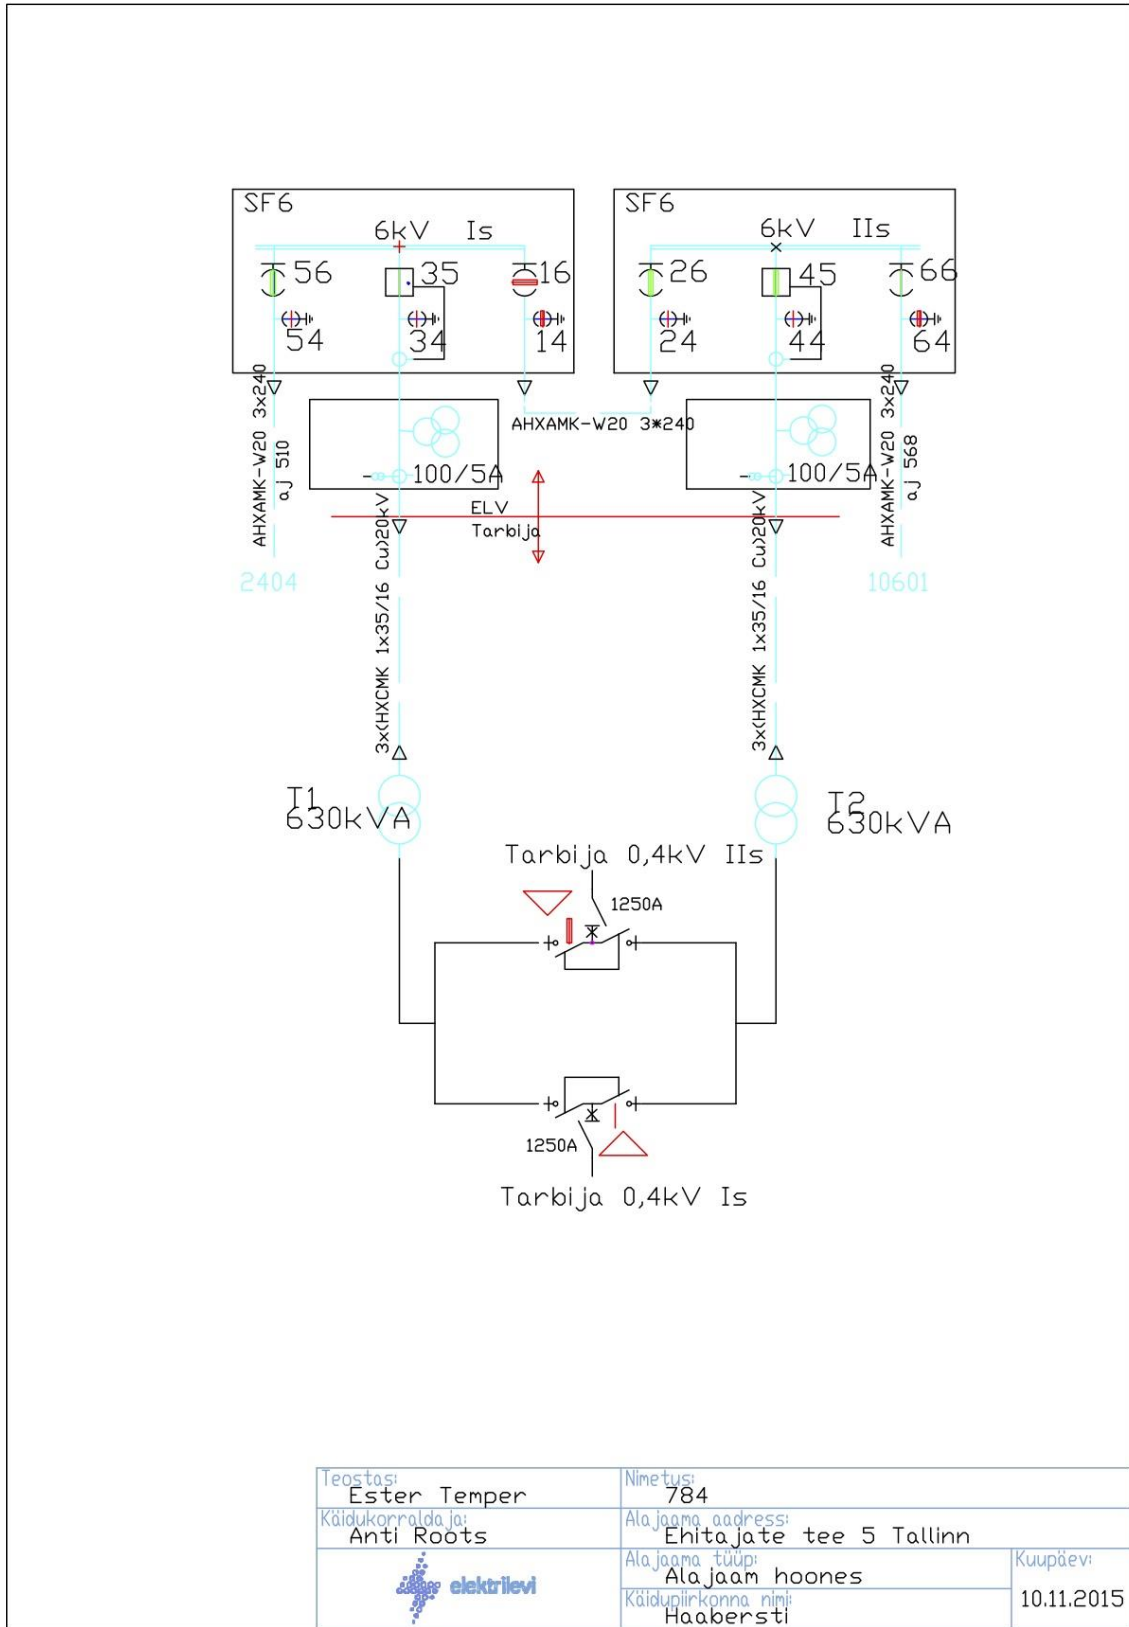 SF6
SF6
6kV Is
6kV IIs
56
35
16
26
45
66
54
34
14
24
44
64
AHXAMK-W20 3x240
aj 510
AHXAMK-W20 3*240
AHXAMK-W20 3x240
aj 568
100/5A
100/5A
ELV
Tarbija
2404
10601
3x(HXCMK 1x35/16 Cu)20kV
3x(HXCMK 1x35/16 Cu)20kV
T1
630kVA
T2
630kVA
Tarbija 0,4kV IIs
1250A
1250A
Tarbija 0,4kV Is
Teostas:
Ester Temper
Nimetus:
784
Käidukorraldaja:
Anti Roots
Alajaama aadress:
Ehitajate tee 5 Tallinn
elektrilevi
Alajaama tüüp:
Alajaam hoones
Kuupäev:
10.11.2015
Käidupiirkonna nimi:
Haabersti